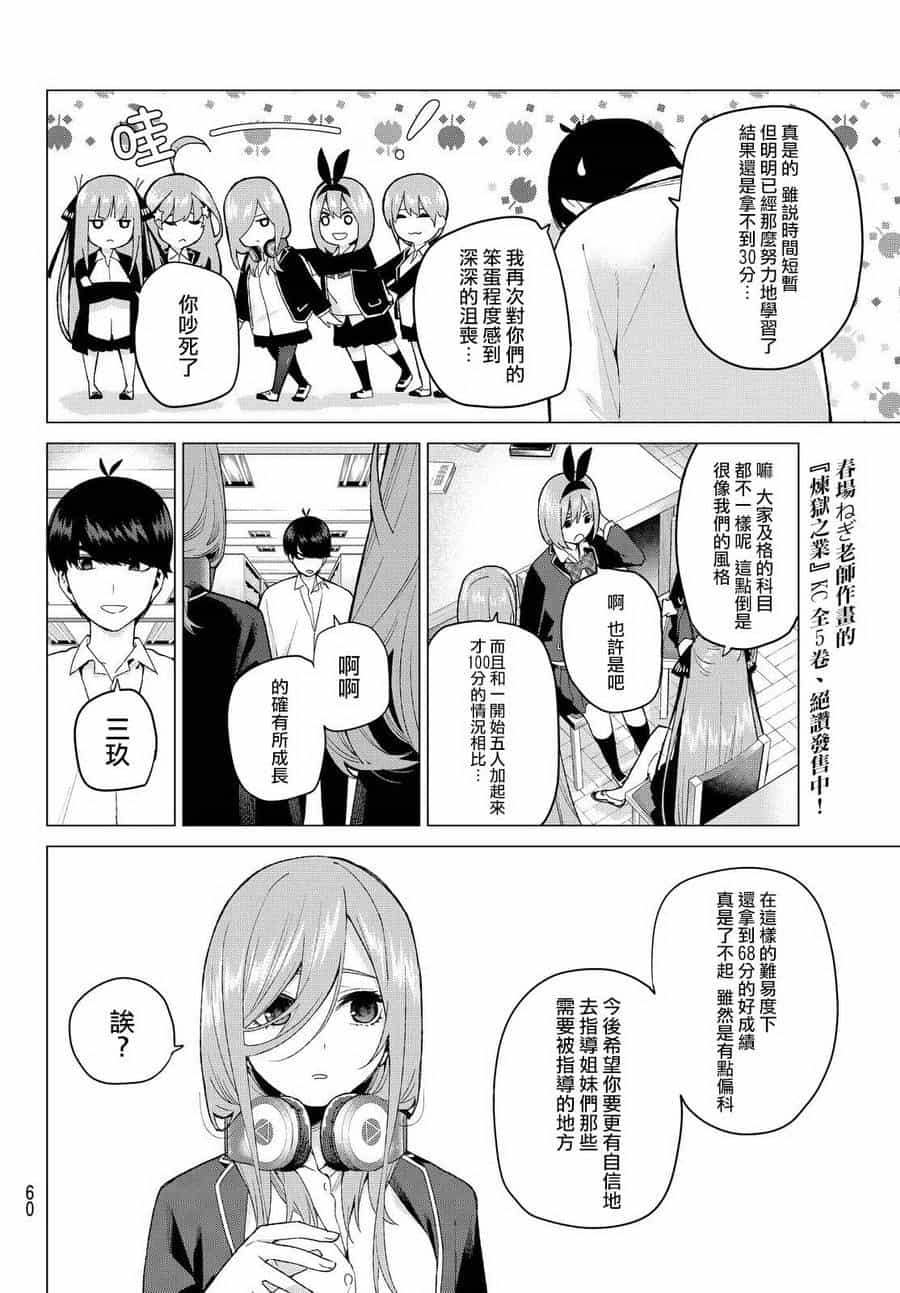 真是的 雖說時間短暫
但明明已經那麼努力地學習了
結果還是拿不到30分…
我再次對你們的
笨蛋程度感到
深深的沮喪…
哇
你吵死了
春場ねぎ老師作畫的
『煉獄之業』KC全5卷、絕讚發售中！
嘛 大家及格的科目
都不一樣呢 這點倒是
很像我們的風格
啊 也許是吧
而且和一開始五人加起來
才100分的情況相比…
啊啊
的確有所成長
三玖
在這樣的難易度下
還拿到68分的好成績
真是了不起 雖然是有點偏科
今後希望你要更有自信地
去指導姐妹們那些
需要被指導的地方
誒？
60